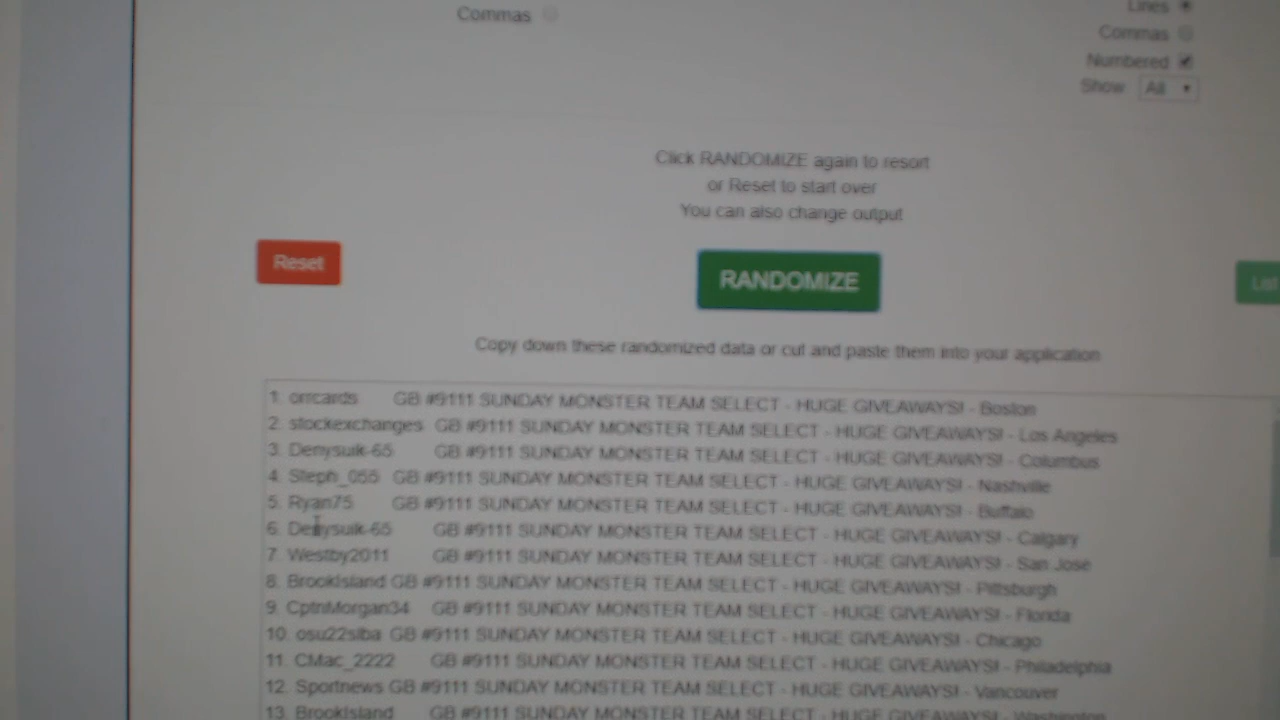 Lines
Commas
Commas
Numbered
Show All
Click RANDOMIZE again to resort
or Reset to start over
You can also change output
Reset
RANDOMIZE
List
Copy down these randomized data or cut and paste them into your application
1. orrcards GB #9111 SUNDAY MONSTER TEAM SELECT - HUGE GIVEAWAYS! - Boston
2. stockexchanges GB #9111 SUNDAY MONSTER TEAM SELECT - HUGE GIVEAWAYS! - Los Angeles
3. Denysuik-65 GB #9111 SUNDAY MONSTER TEAM SELECT - HUGE GIVEAWAYS! - Columbus
4. Steph_055 GB #9111 SUNDAY MONSTER TEAM SELECT - HUGE GIVEAWAYS! - Nashville
5. Ryan75 GB #9111 SUNDAY MONSTER TEAM SELECT - HUGE GIVEAWAYS! - Buffalo
6. Denysuik-65 GB #9111 SUNDAY MONSTER TEAM SELECT - HUGE GIVEAWAYS! - Calgary
7. Westby2011 GB #9111 SUNDAY MONSTER TEAM SELECT - HUGE GIVEAWAYS! - San Jose
8. BrookIsland GB #9111 SUNDAY MONSTER TEAM SELECT - HUGE GIVEAWAYS! - Pittsburgh
9. CptnMorgan34 GB #9111 SUNDAY MONSTER TEAM SELECT - HUGE GIVEAWAYS! - Florida
10. osu22siba GB #9111 SUNDAY MONSTER TEAM SELECT - HUGE GIVEAWAYS! - Chicago
11. CMac_2222 GB #9111 SUNDAY MONSTER TEAM SELECT - HUGE GIVEAWAYS! - Philadelphia
12. Sportnews GB #9111 SUNDAY MONSTER TEAM SELECT - HUGE GIVEAWAYS! - Vancouver
13. BrookIsland GB #9111 SUNDAY MONSTER TEAM SELECT - HUGE GIVEAWAYS! - Washington